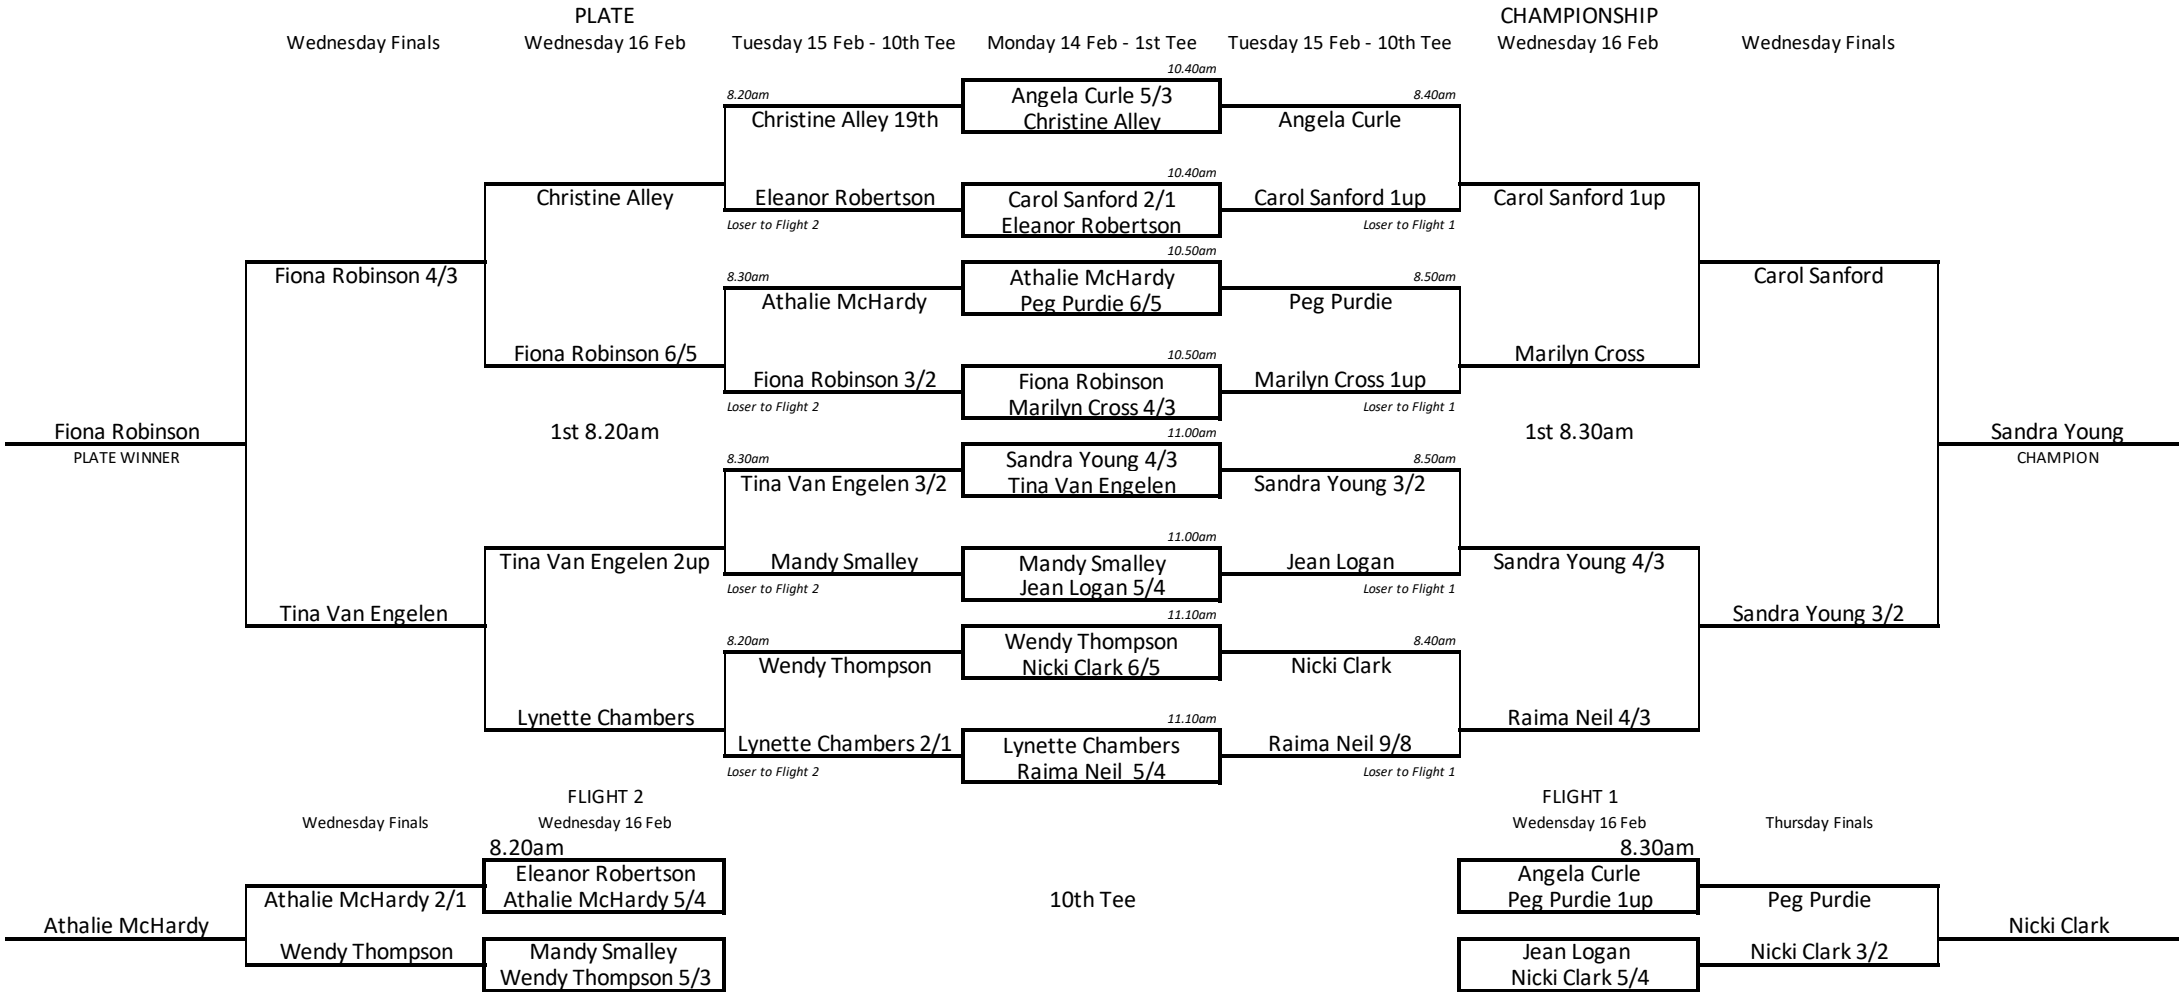 PLATE
CHAMPIONSHIP
Wednesday Finals
Wednesday 16 Feb
Tuesday 15 Feb - 10th Tee
Monday 14 Feb - 1st Tee
Tuesday 15 Feb - 10th Tee
Wednesday 16 Feb
Wednesday Finals
10.40am
8.20am
Angela Curle 5/3
8.40am
Christine Alley 19th
Christine Alley
Angela Curle
10.40am
Christine Alley
Eleanor Robertson
Carol Sanford 2/1
Carol Sanford 1up
Carol Sanford 1up
Loser to Flight 2
Eleanor Robertson
Loser to Flight 1
10.50am
Fiona Robinson 4/3
8.30am
Athalie McHardy
8.50am
Carol Sanford
Athalie McHardy
Peg Purdie 6/5
Peg Purdie
Fiona Robinson 6/5
10.50am
Marilyn Cross
Fiona Robinson 3/2
Fiona Robinson
Marilyn Cross 1up
Loser to Flight 2
Marilyn Cross 4/3
Loser to Flight 1
Fiona Robinson
1st 8.20am
11.00am
1st 8.30am
Sandra Young
PLATE WINNER
8.30am
Sandra Young 4/3
8.50am
CHAMPION
Tina Van Engelen 3/2
Tina Van Engelen
Sandra Young 3/2
11.00am
Tina Van Engelen 2up
Mandy Smalley
Mandy Smalley
Jean Logan
Sandra Young 4/3
Loser to Flight 2
Jean Logan 5/4
Loser to Flight 1
Tina Van Engelen
11.10am
Sandra Young 3/2
8.20am
Wendy Thompson
8.40am
Wendy Thompson
Nicki Clark 6/5
Nicki Clark
Lynette Chambers
11.10am
Raima Neil 4/3
Lynette Chambers 2/1
Lynette Chambers
Raima Neil 9/8
Loser to Flight 2
Raima Neil 5/4
Loser to Flight 1
FLIGHT 2
FLIGHT 1
Wednesday Finals
Wednesday 16 Feb
Wedensday 16 Feb
Thursday Finals
8.20am
8.30am
Eleanor Robertson
Angela Curle
Athalie McHardy 2/1
Athalie McHardy 5/4
10th Tee
Peg Purdie 1up
Peg Purdie
Athalie McHardy
Nicki Clark
Wendy Thompson
Mandy Smalley
Jean Logan
Nicki Clark 3/2
Wendy Thompson 5/3
Nicki Clark 5/4